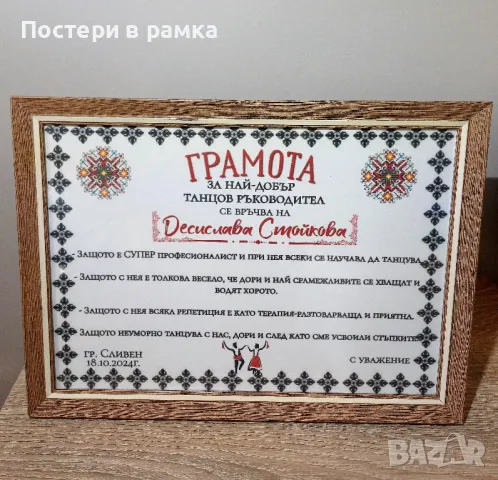 Постери в рамка
ГРАМОТА
ЗА НАЙ-ДОБЪР
ТАНЦОВ РЪКОВОДИТЕЛ
СЕ ВРЪЧВА НА
Десислава Стойкова
- ЗАЩОТО Е СУПЕР ПРОФЕСИОНАЛИСТ И ПРИ НЕЯ ВСЕКИ СЕ НАУЧАВА ДА ТАНЦУВА
- ЗАЩОТО С НЕЯ Е ТОЛКОВА ВЕСЕЛО, ЧЕ ДОРИ И НАЙ СРАМЕЖЛИВИТЕ СЕ ХВАЩАТ И
ВОДЯТ ХОРОТО.
- ЗАЩОТО С НЕЯ ВСЯКА РЕПЕТИЦИЯ Е КАТО ТЕРАПИЯ-РАЗТОВАРВАЩА И ПРИЯТНА.
ЗАЩОТО НЕУМОРНО ТАНЦУВА С НАС, ДОРИ И СЛЕД КАТО СМЕ УСВОИЛИ СТЪПКИТЕ
ГР. СЛИВЕН
18.10.2024Г.
С УВАЖЕНИЕ
BAZAR